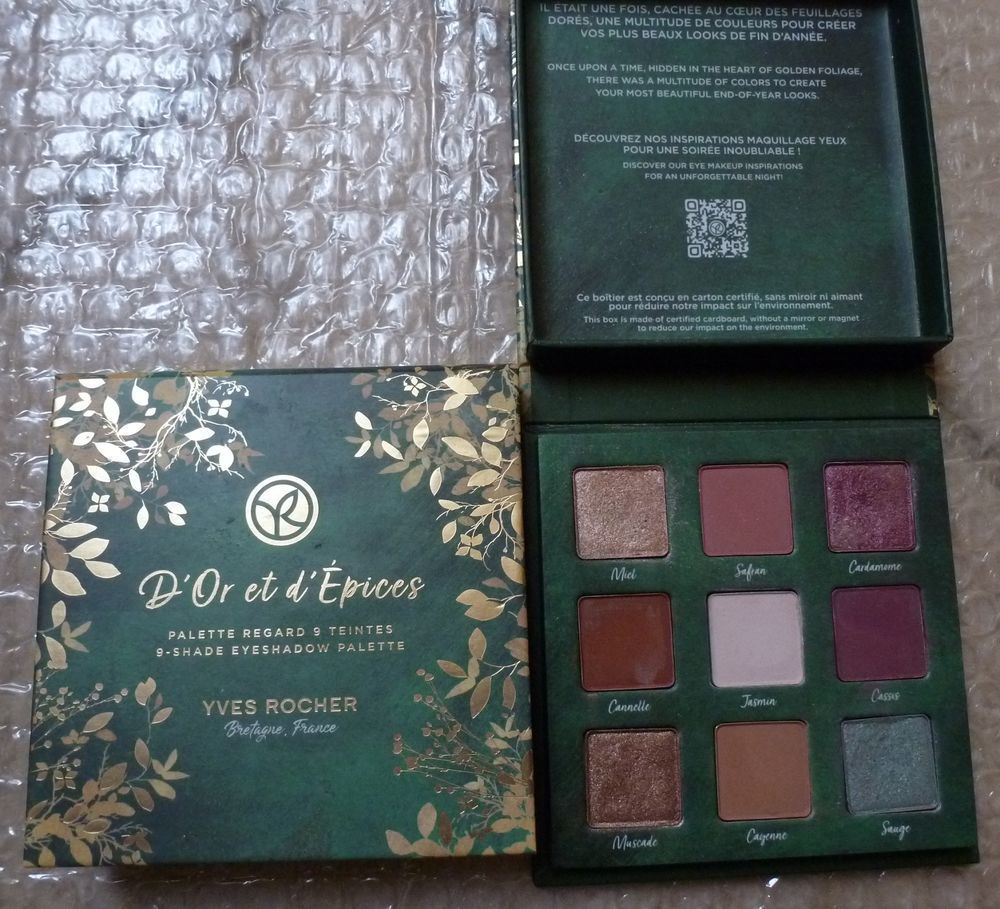 IL ÉTAIT UNE FOIS, CACHÉE AU CŒUR DES FEUILLAGES
DORÉS, UNE MULTITUDE DE COULEURS POUR CRÉER
VOS PLUS BEAUX LOOKS DE FIN D'ANNÉE.
ONCE UPON A TIME, HIDDEN IN THE HEART OF GOLDEN FOLIAGE,
THERE WAS A MULTITUDE OF COLORS TO CREATE
YOUR MOST BEAUTIFUL END-OF-YEAR LOOKS.
DÉCOUVREZ NOS INSPIRATIONS MAQUILLAGE YEUX
POUR UNE SOIRÉE INOUBLIABLE !
DISCOVER OUR EYE MAKEUP INSPIRATIONS
FOR AN UNFORGETTABLE NIGHT!
Ce boîtier est conçu en carton certifié, sans miroir ni aimant
pour réduire notre impact sur l'environnement.
This box is made of certified cardboard, without a mirror or magnet
to reduce our impact on the environment.
D'Or et d'Épices
PALETTE REGARD 9 TEINTES
9-SHADE EYESHADOW PALETTE
YVES ROCHER
Bretagne, France
Miel Safran Cardamome
Cannelle Jasmin Cassis
Muscade Cayenne Sauge